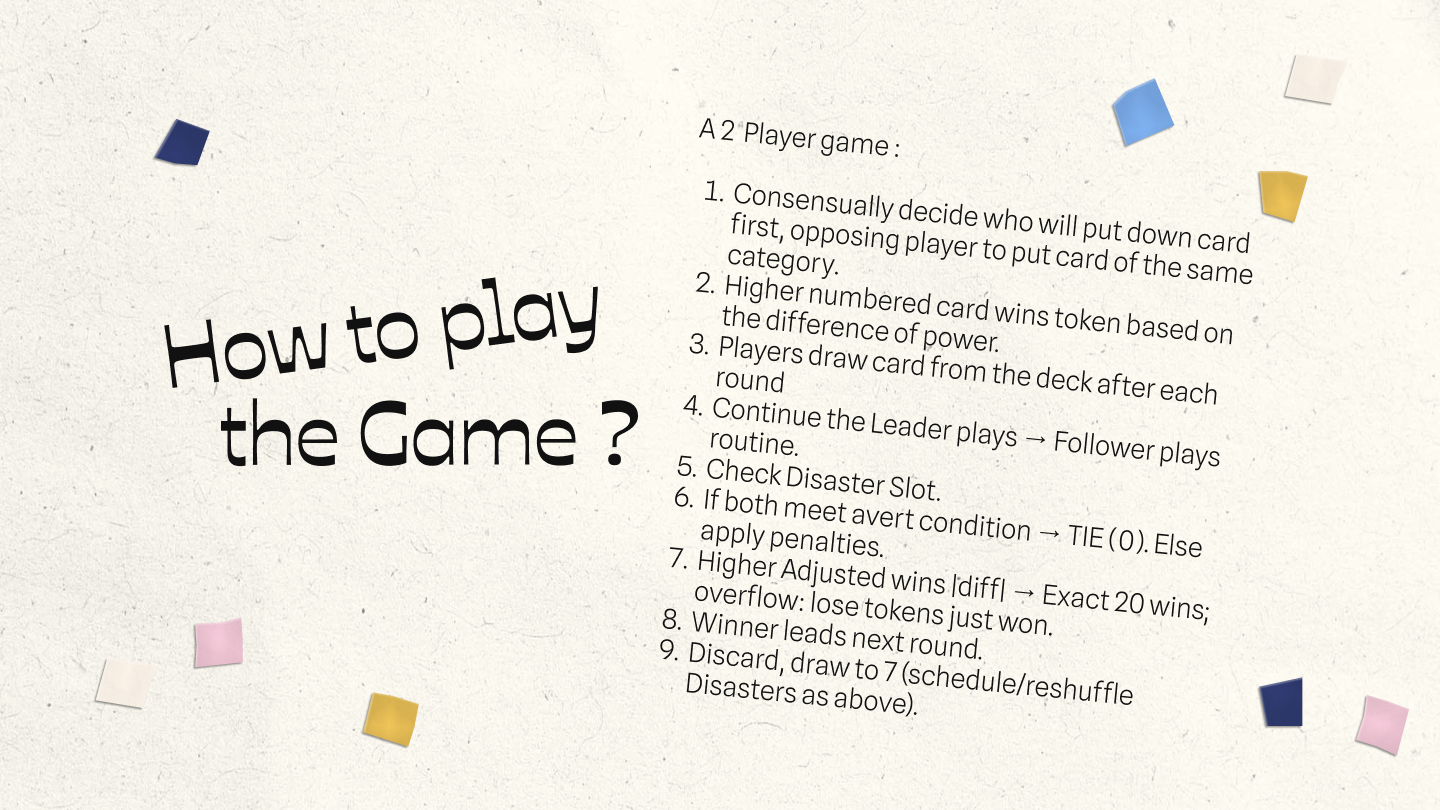 How to play
the Game ?
A 2 Player game :
1. Consensually decide who will put down card
first, opposing player to put card of the same
category.
2. Higher numbered card wins token based on
the difference of power.
3. Players draw card from the deck after each
round
4. Continue the Leader plays → Follower plays
routine.
5. Check Disaster Slot.
6. If both meet avert condition → TIE (0). Else
apply penalties.
7. Higher Adjusted wins |diff| → Exact 20 wins;
overflow: lose tokens just won.
8. Winner leads next round.
9. Discard, draw to 7 (schedule/reshuffle
Disasters as above).